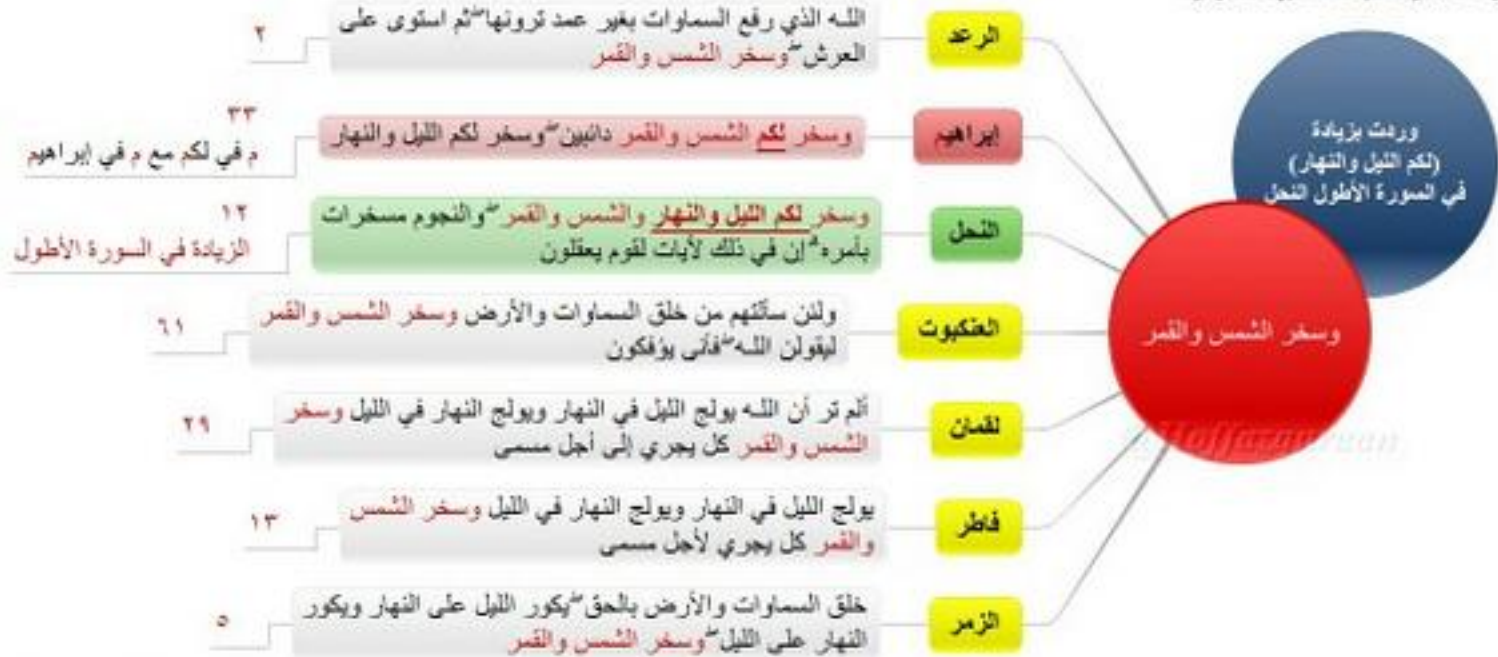 وردت بزيادة
(لكم الليل والنهار)
في السورة الأطول النحل
وسخر الشمس والقمر
الرعد
الله الذي رفع السماوات بغير عمد ترونها ۖ ثم استوى على
العرش ۖ وسخر الشمس والقمر
٢
إبراهيم
وسخر لكم الشمس والقمر دائبين ۖ وسخر لكم الليل والنهار
٣٣
م في لكم مع م في إبراهيم
النحل
وسخر لكم الليل والنهار والشمس والقمر ۖ والنجوم مسخرات
بأمره ۗ إن في ذلك لآيات لقوم يعقلون
١٢
الزيادة في السورة الأطول
العنكبوت
ولئن سألتهم من خلق السماوات والأرض وسخر الشمس والقمر
ليقولن الله ۖ فأنى يؤفكون
٦١
لقمان
ألم تر أن الله يولج الليل في النهار ويولج النهار في الليل وسخر
الشمس والقمر كل يجري إلى أجل مسمى
٢٩
فاطر
يولج الليل في النهار ويولج النهار في الليل وسخر الشمس
والقمر كل يجري لأجل مسمى
١٣
الزمر
خلق السماوات والأرض بالحق ۖ يكور الليل على النهار ويكور
النهار على الليل ۖ وسخر الشمس والقمر
٥